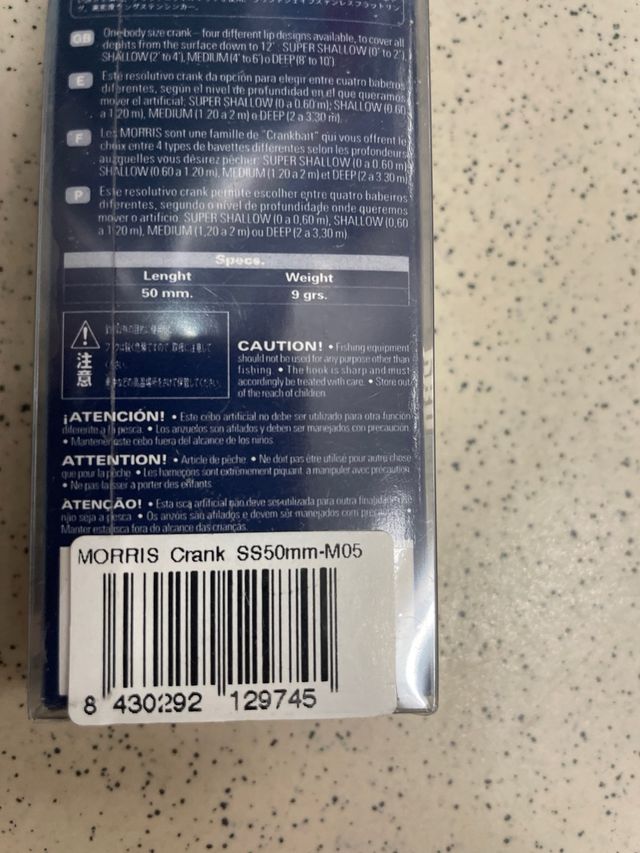 GB One-body size crank – four different lip designs available, to cover all
dephts from the surface down to 12'. SUPER SHALLOW (0' to 2'),
SHALLOW (2' to 4'), MEDIUM (4' to 6') o DEEP (8' to 10')
E Este resolutivo crank da opción para elegir entre cuatro baberos
diferentes, según el nivel de profundidad en el que queramos
mover el artificial; SUPER SHALLOW (0 a 0.60 m); SHALLOW (0.60
a 1.20 m), MEDIUM (1.20 a 2 m) o DEEP (2 a 3.30 m).
F Les MORRIS sont une famille de "Crankbait" qui vous offrent le
choix entre 4 types de bavettes differentes selon les profondeurs
auxquelles vous désirez pêcher: SUPER SHALLOW (0 a 0.60 m)
SHALLOW (0.60 a 1.20 m), MEDIUM (1.20 a 2 m) et DEEP (2 a 3.30 m)
P Este resolutivo crank permite escolher entre quatro babeiros
diferentes, segundo o nivel de profundidade onde queremos
mover o artificio. SUPER SHALLOW (0 a 0,60 m), SHALLOW (0,60
a 1.20 m), MEDIUM (1,20 a 2 m) ou DEEP (2 a 3,30 m).
Specs.
Lenght Weight
50 mm. 9 grs.
注意
CAUTION! • Fishing equipment
should not be used for any purpose other than
fishing. • The hook is sharp and must
accordingly be treated with care. • Store out
of the reach of children.
¡ATENCIÓN! • Este cebo artificial no debe ser utilizado para otra función
diferente a la pesca. • Los anzuelos son afilados y deben ser manejados con precaución.
• Mantener este cebo fuera del alcance de los niños.
ATTENTION! • Article de pêche. • Ne doit pas être utilisé pour autre chose
que pour la pêche • Les hameçons sont extrêmement piquant, a manipuler avec précaution
• Ne pas laisser a porter des enfants.
ATENÇÃO! • Esta isca artificial não deve ser utilizada para outra finalidade
não seja a pesca. • Os anzóis são afilados e devem ser manejados com
Manter esta isca fora do alcance das crianças.
MORRIS Crank SS50mm-M05
8 430292 129745